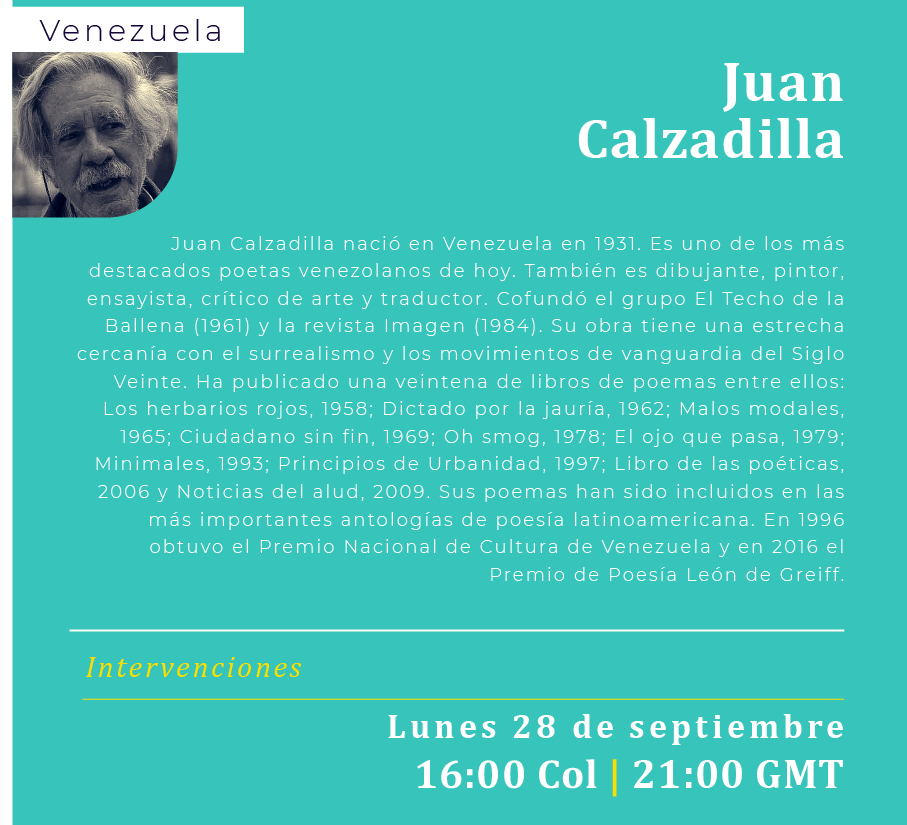 Venezuela
Juan
Calzadilla
Juan Calzadilla nació en Venezuela en 1931. Es uno de los más
destacados poetas venezolanos de hoy. También es dibujante, pintor,
ensayista, crítico de arte y traductor. Cofundó el grupo El Techo de la
Ballena (1961) y la revista Imagen (1984). Su obra tiene una estrecha
cercanía con el surrealismo y los movimientos de vanguardia del Siglo
Veinte. Ha publicado una veintena de libros de poemas entre ellos:
Los herbarios rojos, 1958; Dictado por la jauría, 1962; Malos modales,
1965; Ciudadano sin fin, 1969; Oh smog, 1978; El ojo que pasa, 1979;
Minimales, 1993; Principios de Urbanidad, 1997; Libro de las poéticas,
2006 y Noticias del alud, 2009. Sus poemas han sido incluidos en las
más importantes antologías de poesía latinoamericana. En 1996
obtuvo el Premio Nacional de Cultura de Venezuela y en 2016 el
Premio de Poesía León de Greiff.
Intervenciones
Lunes 28 de septiembre
16:00 Col | 21:00 GMT